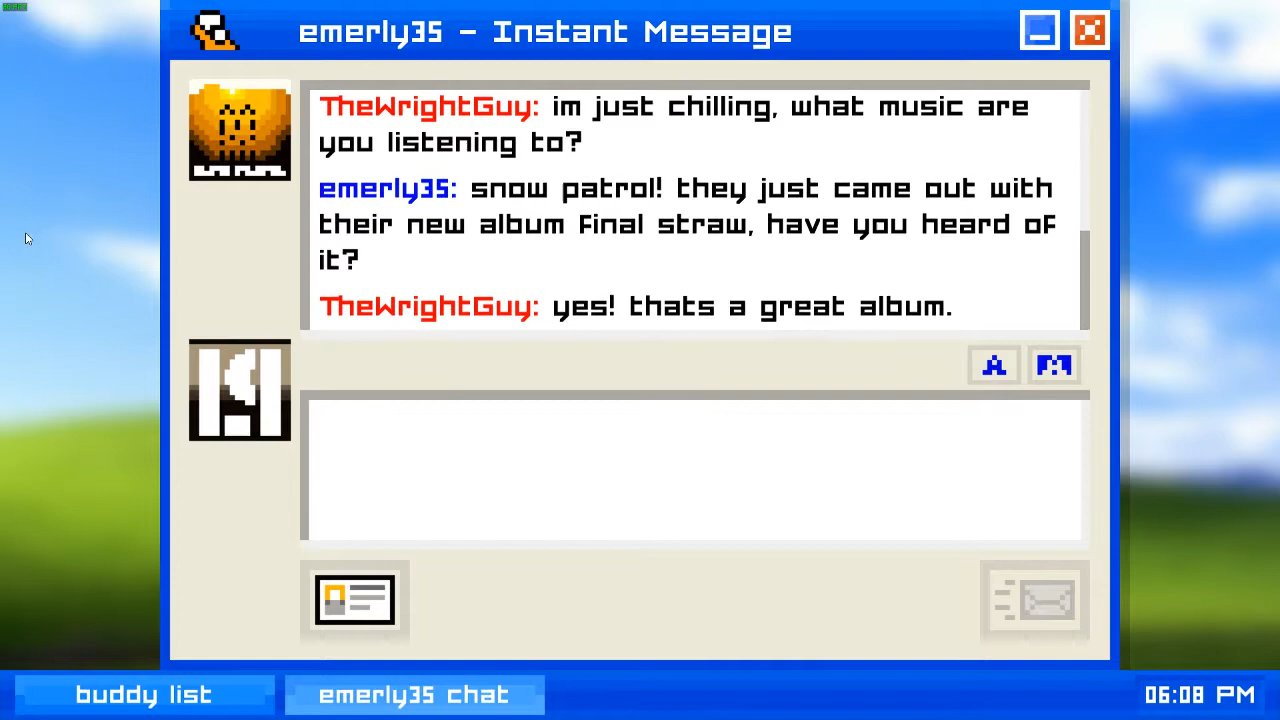 emerly35 - Instant Message
TheWrightGuy: im just chilling, what music are
you listening to?
emerly35: snow patrol! they just came out with
their new album final straw, have you heard of
it?
TheWrightGuy: yes! thats a great album.
A
buddy list
emerly35 chat
06:08 PM